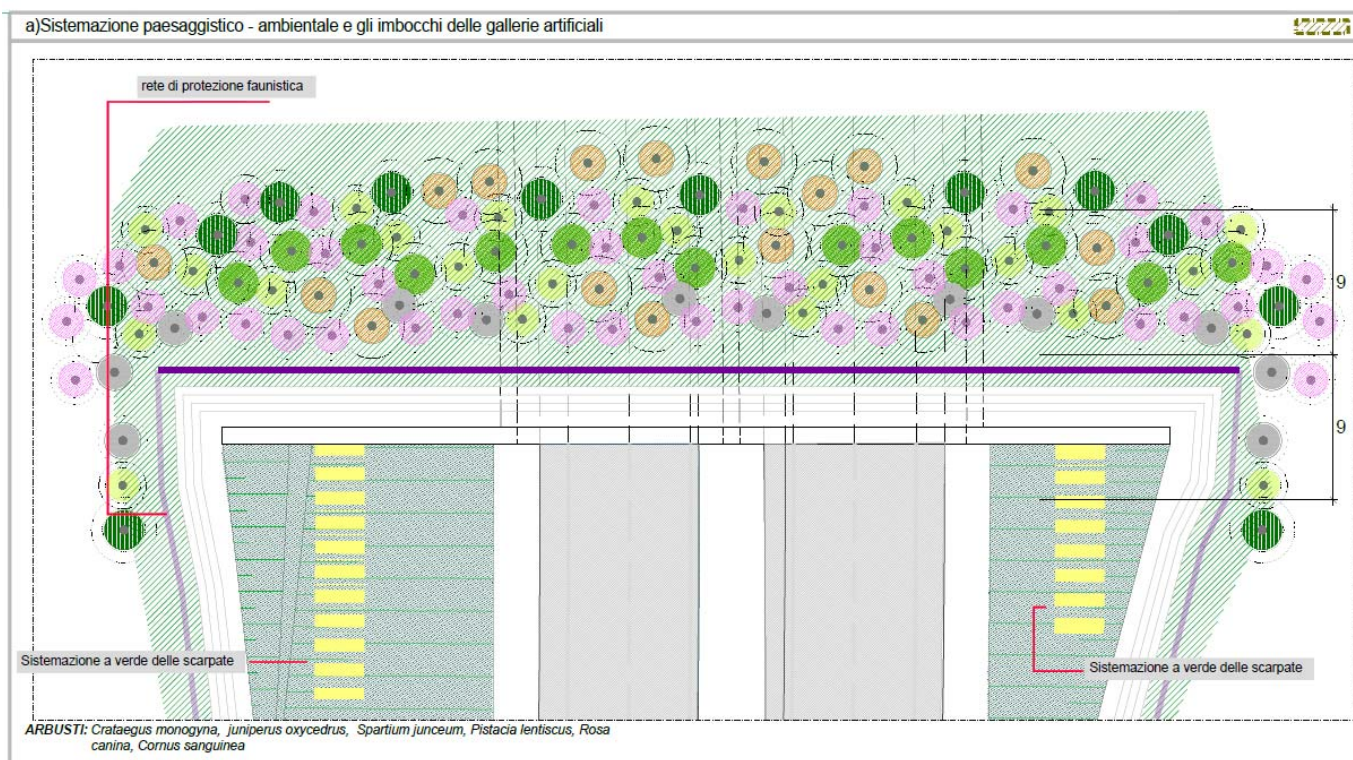 a)Sistemazione paesaggistico - ambientale e gli imbocchi delle gallerie artificiali
rete di protezione faunistica
9
9
Sistemazione a verde delle scarpate
Sistemazione a verde delle scarpate
ARBUSTI: Crataegus monogyna, juniperus oxycedrus, Spartium junceum, Pistacia lentiscus, Rosa
canina, Cornus sanguinea